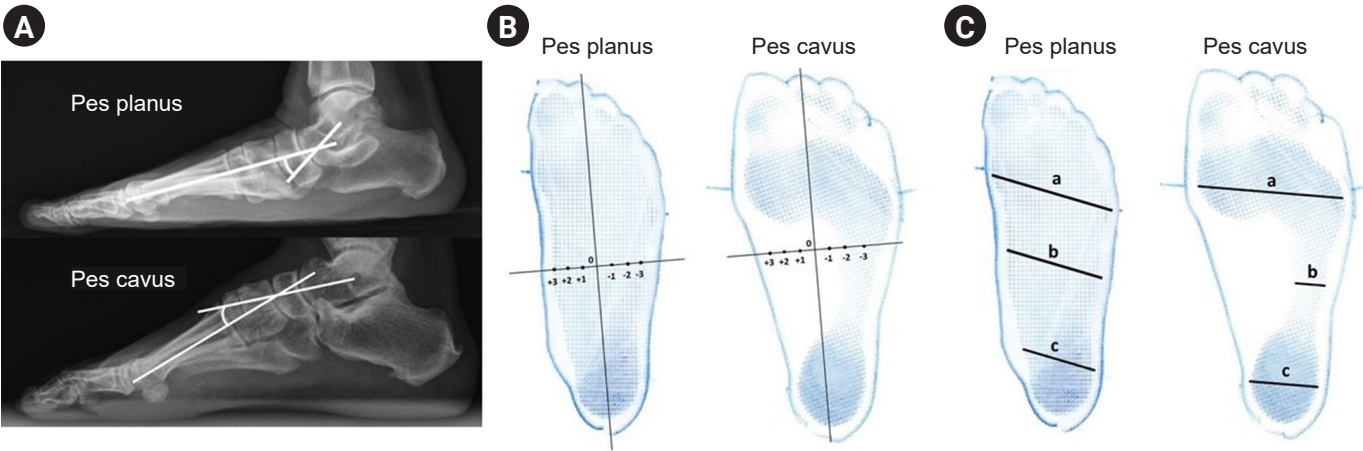 A
Pes planus
Pes cavus
B
Pes planus
Pes cavus
0
+3 +2 +1 -1 -2 -3
0
+3 +2 +1 -1 -2 -3
C
Pes planus
Pes cavus
a
b
c
a
b
c